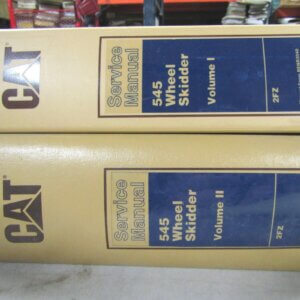 CAT
Service
Manual
545
Wheel
Skidder
Volume I
2FZ
CAT
Service
Manual
545
Wheel
Skidder
Volume II
2FZ